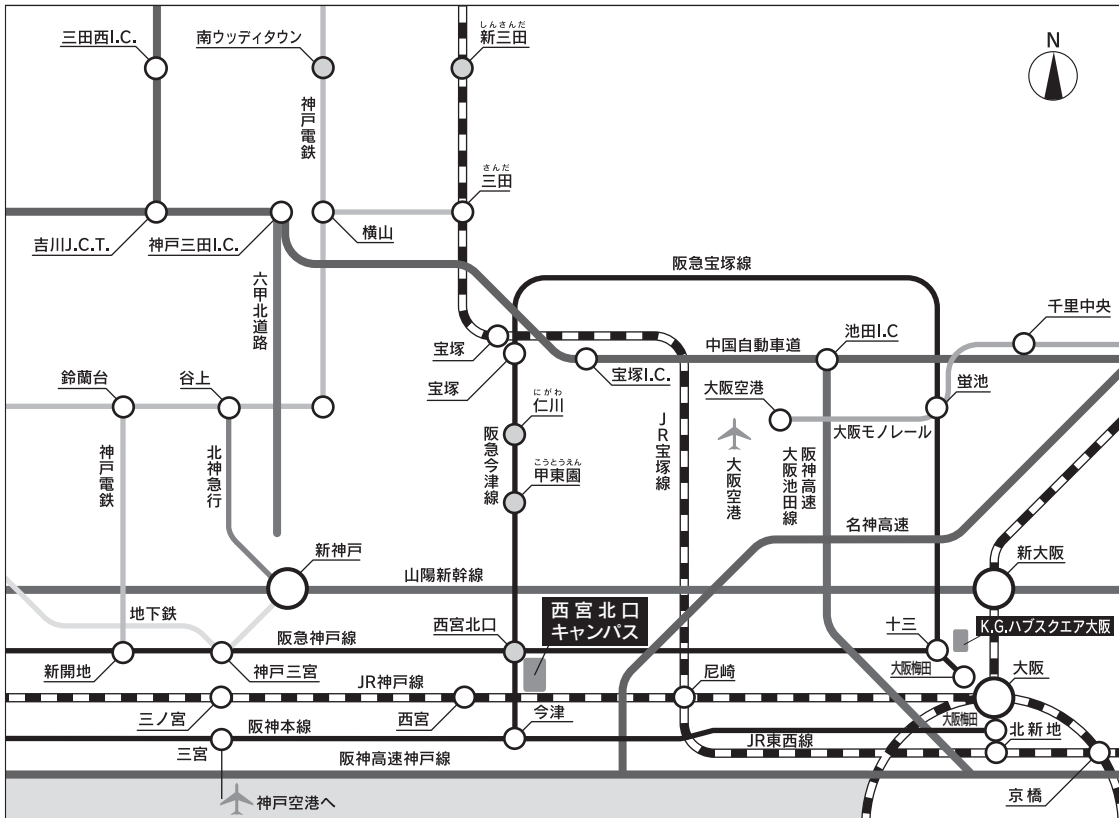 三田西I.C.
南ウッディタウン
しんさんだ
新三田
N
神戸電鉄
さんだ
三田
吉川J.C.T.
神戸三田I.C.
横山
六甲北道路
阪急宝塚線
千里中央
宝塚
中国自動車道
池田I.C
宝塚I.C.
宝塚
大阪空港
蛍池
鈴蘭台
谷上
にがわ
仁川
大阪モノレール
神戸電鉄
北神急行
阪急今津線
こうとうえん
甲東園
JR宝塚線
大阪空港
阪神高速
大阪池田線
名神高速
新神戸
山陽新幹線
新大阪
地下鉄
西宮北口
キャンパス
阪急神戸線
西宮北口
十三
K.G.ハブスクエア大阪
新開地
神戸三宮
大阪梅田
大阪
JR神戸線
尼崎
三ノ宮
西宮
今津
大阪梅田
阪神本線
北新地
JR東西線
三宮
阪神高速神戸線
京橋
神戸空港へ